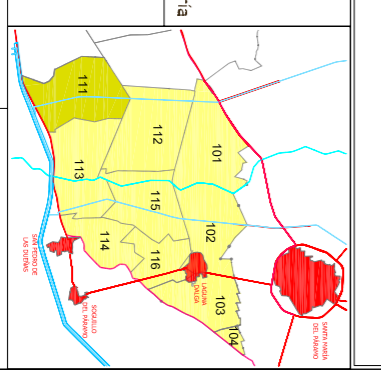 ría
101
102
103
104
111
112
113
114
115
116
SANTA MARÍA
DEL PÁRAMO
LAGUNA
DALGA
SOGUILLO
DEL PÁRAMO
SAN PEDRO DE
LAS DUEÑAS